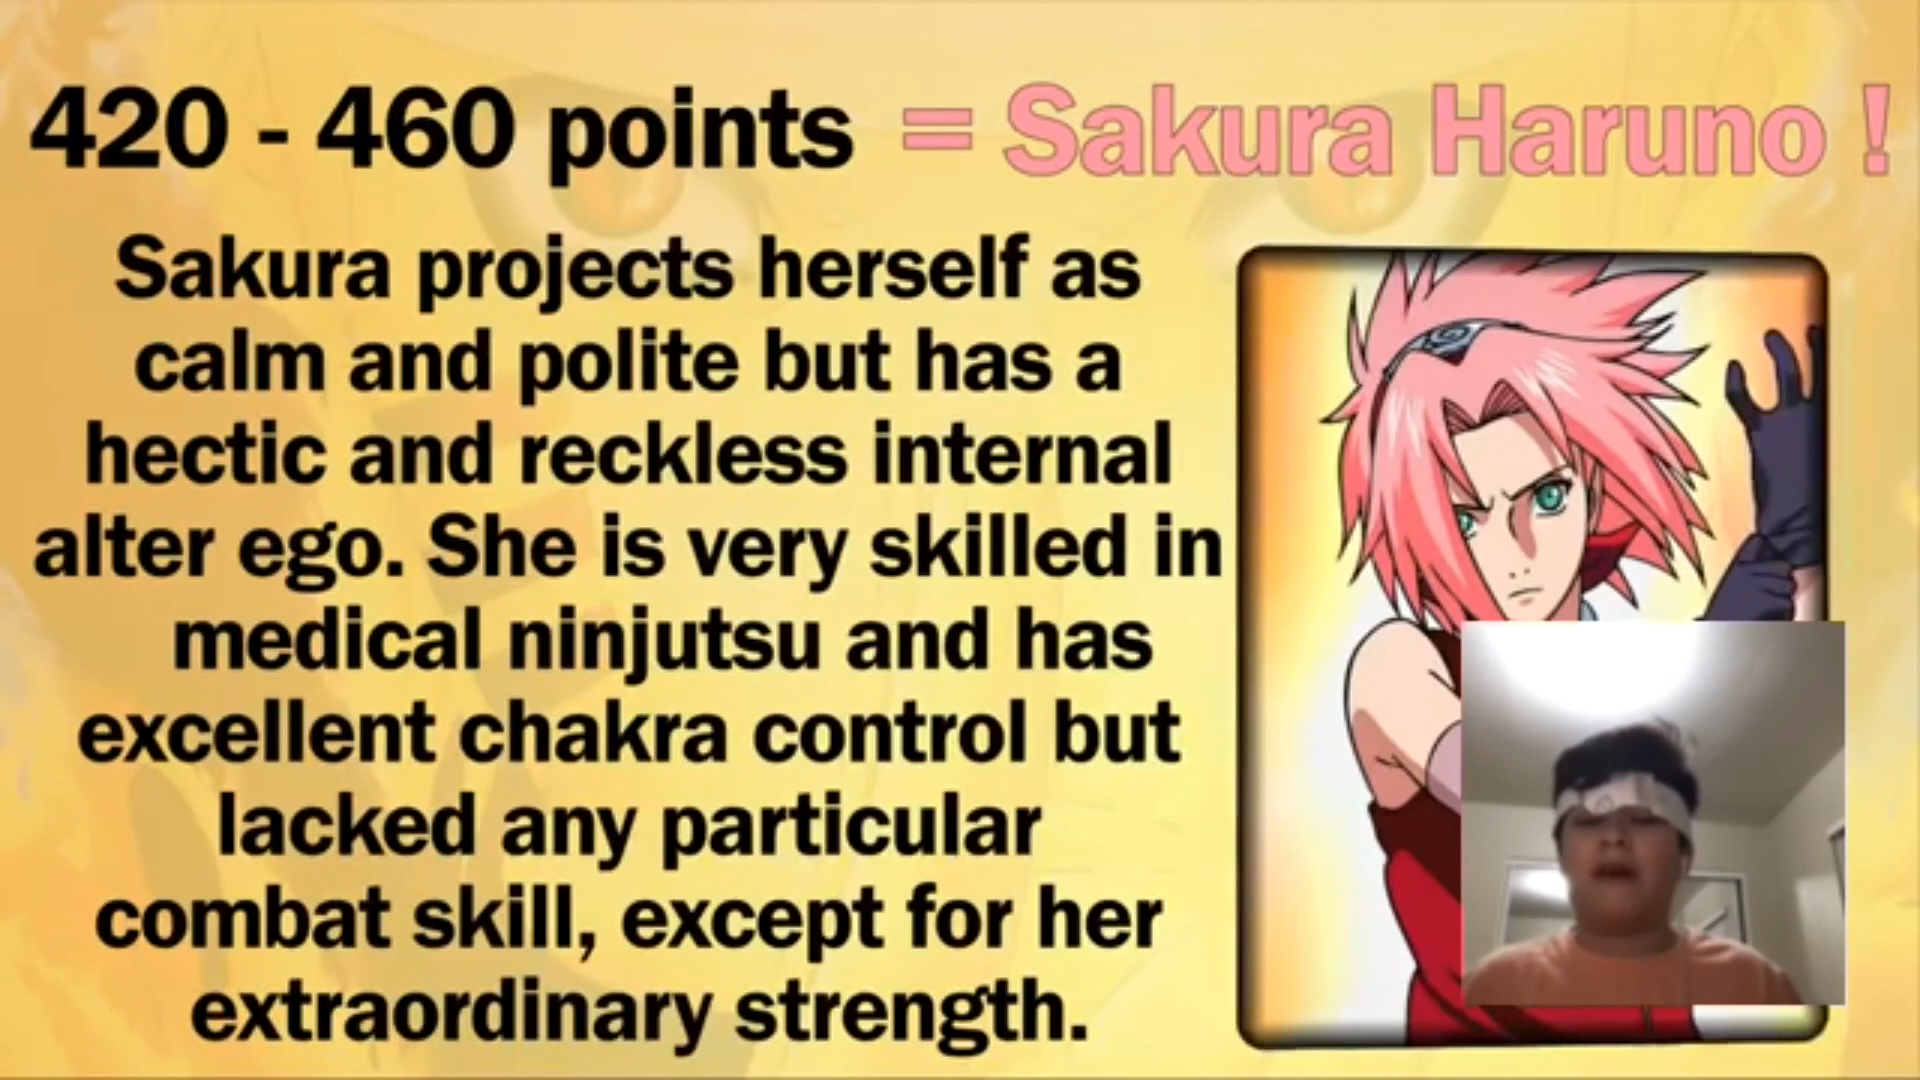 420 - 460 points = Sakura Haruno !
Sakura projects herself as
calm and polite but has a
hectic and reckless internal
alter ego. She is very skilled in
medical ninjutsu and has
excellent chakra control but
lacked any particular
combat skill, except for her
extraordinary strength.